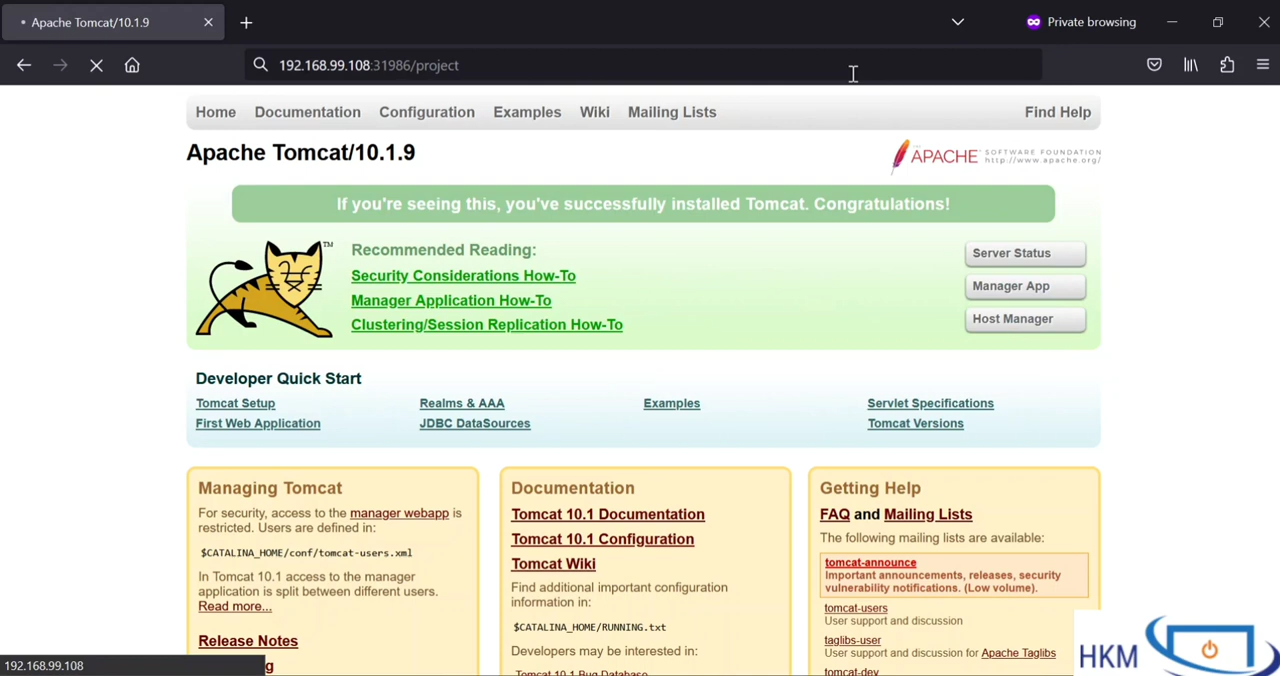 Apache Tomcat/10.1.9
Private browsing
192.168.99.108:31986/project
Home Documentation Configuration Examples Wiki Mailing Lists Find Help
Apache Tomcat/10.1.9
APACHE SOFTWARE FOUNDATION
http://www.apache.org/
If you're seeing this, you've successfully installed Tomcat. Congratulations!
TM
Recommended Reading:
Security Considerations How-To
Manager Application How-To
Clustering/Session Replication How-To
Server Status
Manager App
Host Manager
Developer Quick Start
Tomcat Setup
First Web Application
Realms & AAA
JDBC DataSources
Examples
Servlet Specifications
Tomcat Versions
Managing Tomcat
For security, access to the manager webapp is
restricted. Users are defined in:
$CATALINA_HOME/conf/tomcat-users.xml
In Tomcat 10.1 access to the manager
application is split between different users.
Read more...
Release Notes
Documentation
Tomcat 10.1 Documentation
Tomcat 10.1 Configuration
Tomcat Wiki
Find additional important configuration
information in:
$CATALINA_HOME/RUNNING.txt
Developers may be interested in:
Tomcat 10.1 Bug Database
Getting Help
FAQ and Mailing Lists
The following mailing lists are available:
tomcat-announce
Important announcements, releases, security
vulnerability notifications. (Low volume).
tomcat-users
User support and discussion
taglibs-user
User support and discussion for Apache Taglibs
tomcat-dev
192.168.99.108
HKM